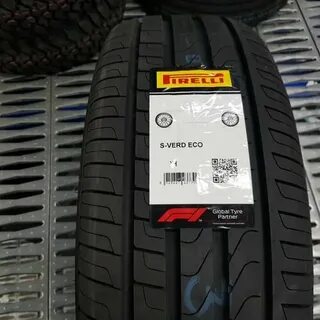 PIRELLI
S-VERD ECO
Global Tyre
Partner